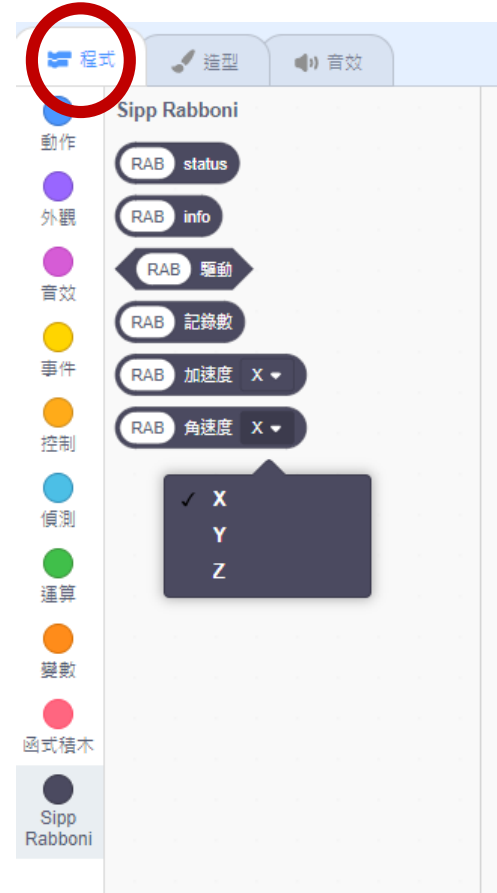 程式
造型
音效
動作
外觀
音效
事件
控制
偵測
運算
變數
函式積木
Sipp
Rabboni
Sipp Rabboni
RAB status
RAB info
RAB 驅動
RAB 記錄數
RAB 加速度 X
RAB 角速度 X
✓ X
Y
Z